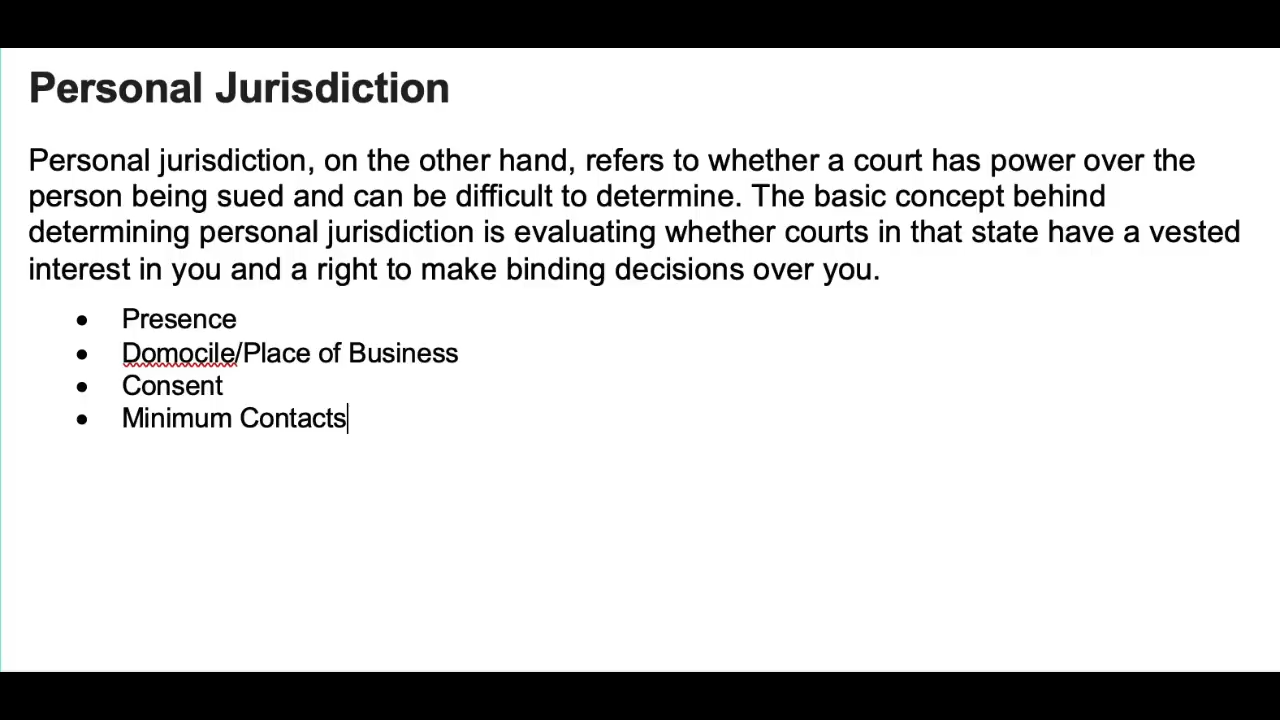 Personal Jurisdiction
Personal jurisdiction, on the other hand, refers to whether a court has power over the
person being sued and can be difficult to determine. The basic concept behind
determining personal jurisdiction is evaluating whether courts in that state have a vested
interest in you and a right to make binding decisions over you.
• Presence
• Domocile/Place of Business
• Consent
• Minimum Contacts